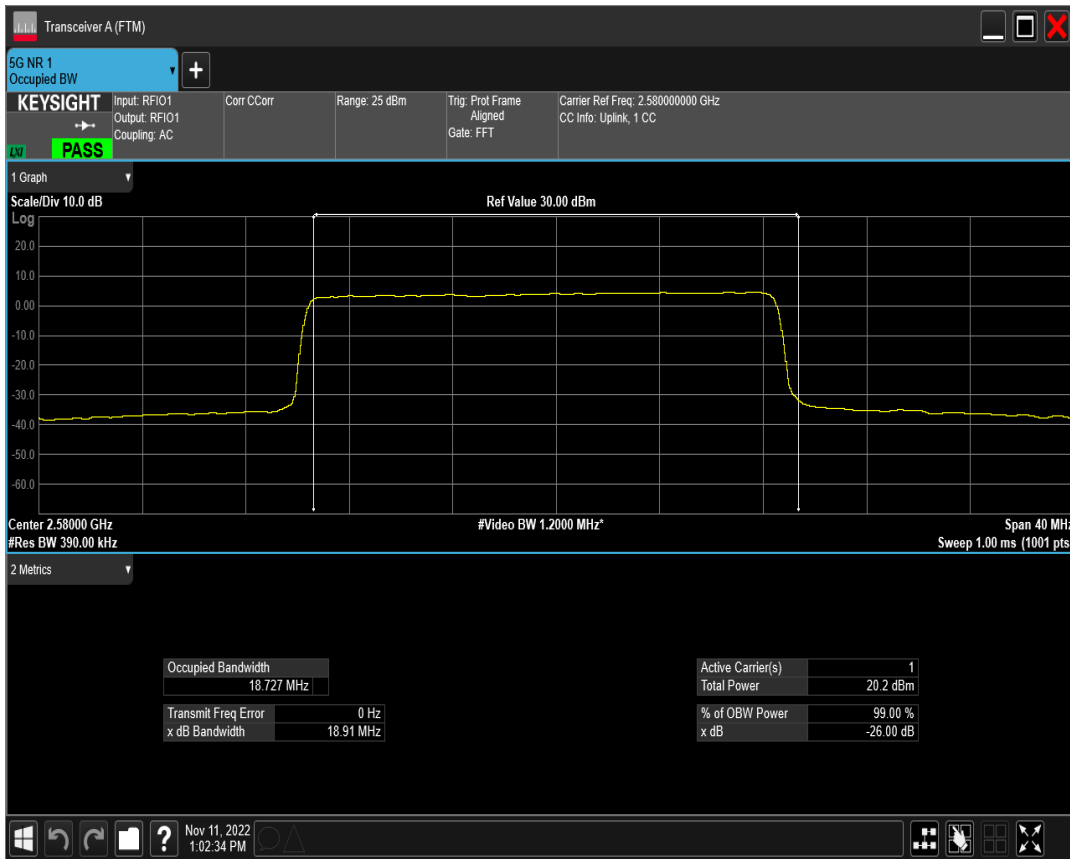 Transceiver A (FTM)
5G NR 1
Occupied BW
+
KEYSIGHT
LXI
PASS
Input: RFIO1
Output: RFIO1
Coupling: AC
Corr CCorr
Range: 25 dBm
Trig: Prot Frame
Aligned
Gate: FFT
Carrier Ref Freq: 2.580000000 GHz
CC Info: Uplink, 1 CC
1 Graph
Scale/Div 10.0 dB
Ref Value 30.00 dBm
Log
20.0
10.0
0.00
-10.0
-20.0
-30.0
-40.0
-50.0
-60.0
Center 2.58000 GHz
#Video BW 1.2000 MHz*
Span 40 MHz
#Res BW 390.00 kHz
Sweep 1.00 ms (1001 pts
2 Metrics
Occupied Bandwidth
18.727 MHz
Transmit Freq Error 0 Hz
x dB Bandwidth 18.91 MHz
Active Carrier(s) 1
Total Power 20.2 dBm
% of OBW Power 99.00 %
x dB -26.00 dB
?
Nov 11, 2022
1:02:34 PM